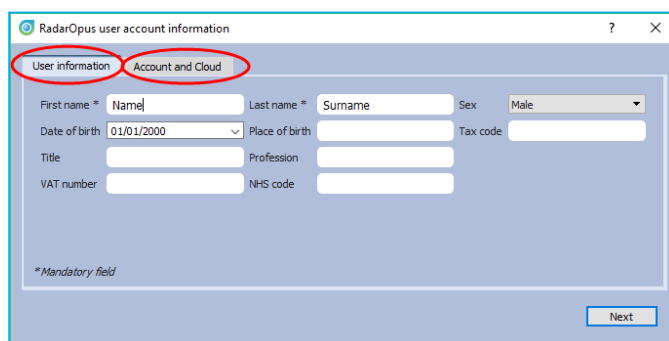 RadarOpus user account information ? X
User information Account and Cloud
First name * Name Last name * Surname Sex Male
Date of birth 01/01/2000 Place of birth Tax code
Title Profession
VAT number NHS code
*Mandatory field
Next